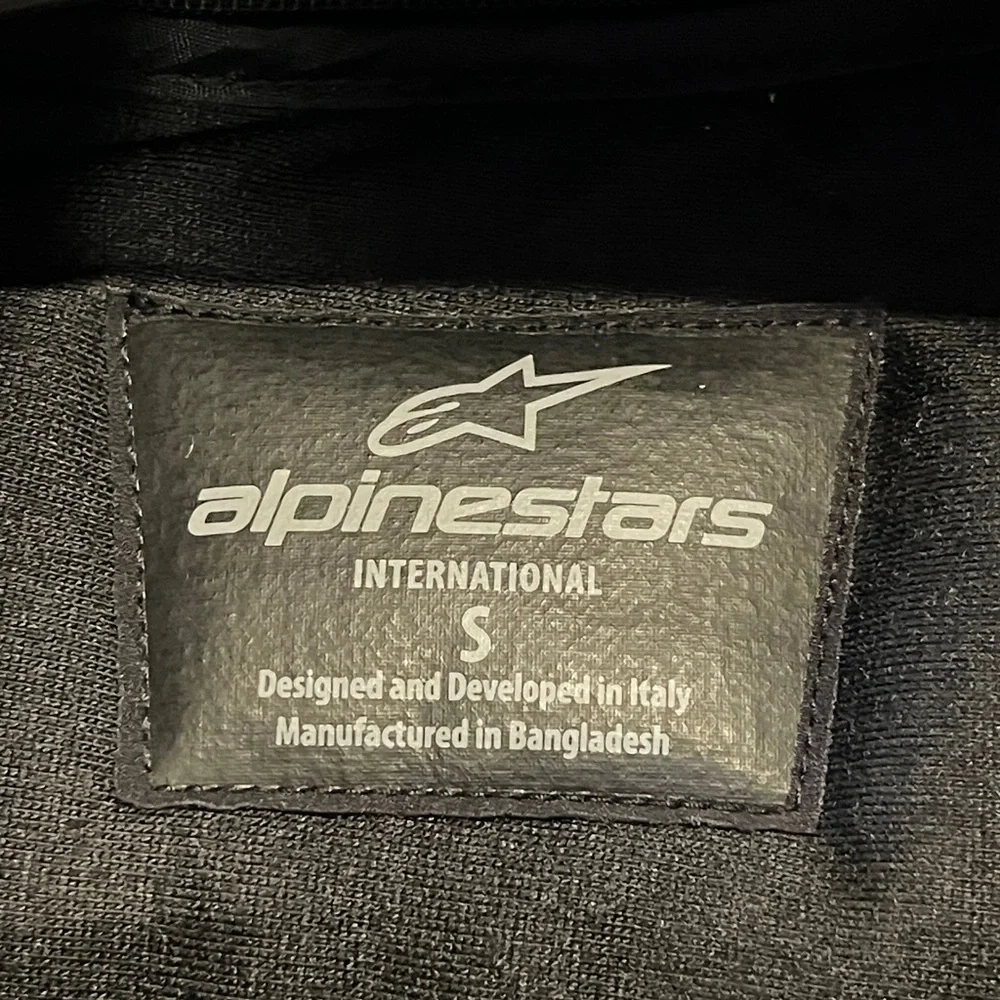 alpinestars
INTERNATIONAL
S
Designed and Developed in Italy
Manufactured in Bangladesh